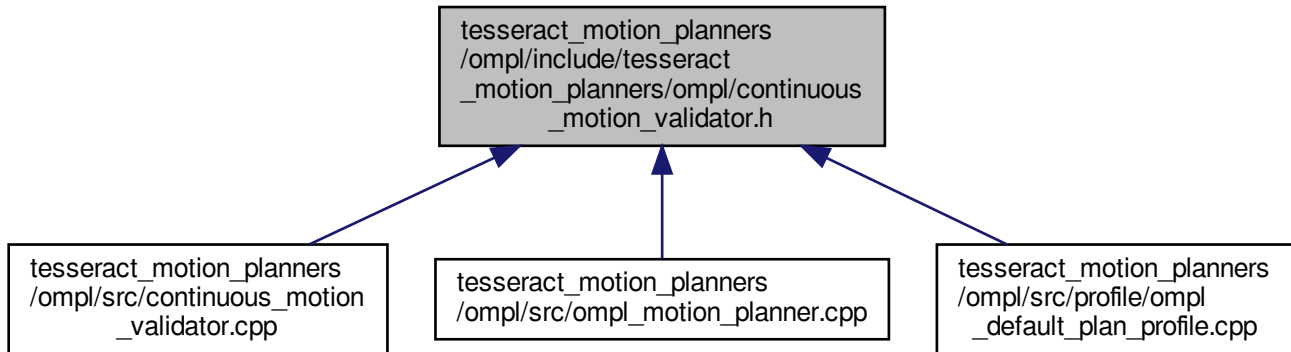 tesseract_motion_planners
/ompl/include/tesseract
_motion_planners/ompl/continuous
_motion_validator.h
tesseract_motion_planners
/ompl/src/continuous_motion
_validator.cpp
tesseract_motion_planners
/ompl/src/ompl_motion_planner.cpp
tesseract_motion_planners
/ompl/src/profile/ompl
_default_plan_profile.cpp